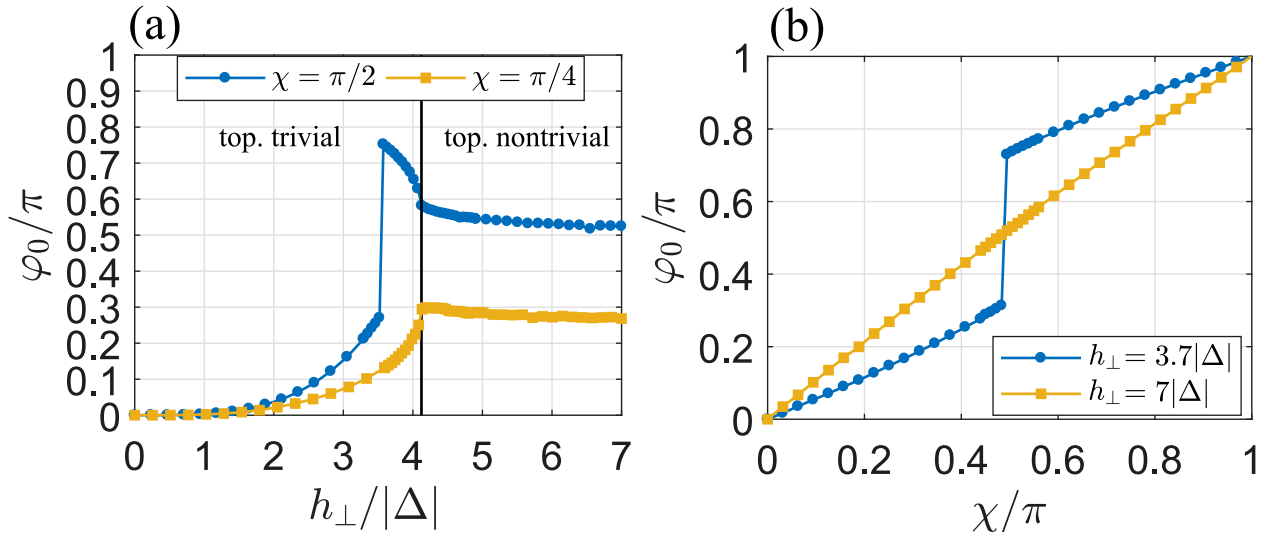 (a)
χ = π/2
χ = π/4
top. trivial
top. nontrivial
1
0.9
0.8
0.7
0.6
0.5
0.4
0.3
0.2
0.1
0
φ₀/π
0 1 2 3 4 5 6 7
h⊥/|Δ|
(b)
1
0.8
0.6
0.4
0.2
0
φ₀/π
h⊥ = 3.7|Δ|
h⊥ = 7|Δ|
0 0.2 0.4 0.6 0.8 1
χ/π